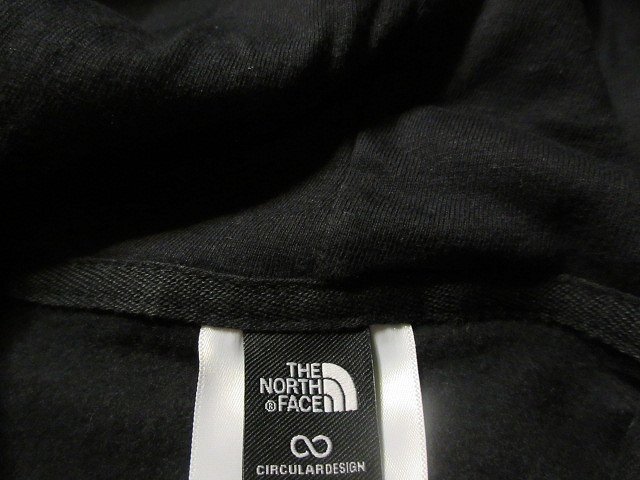 THE
NORTH
®FACE
CIRCULARDESIGN